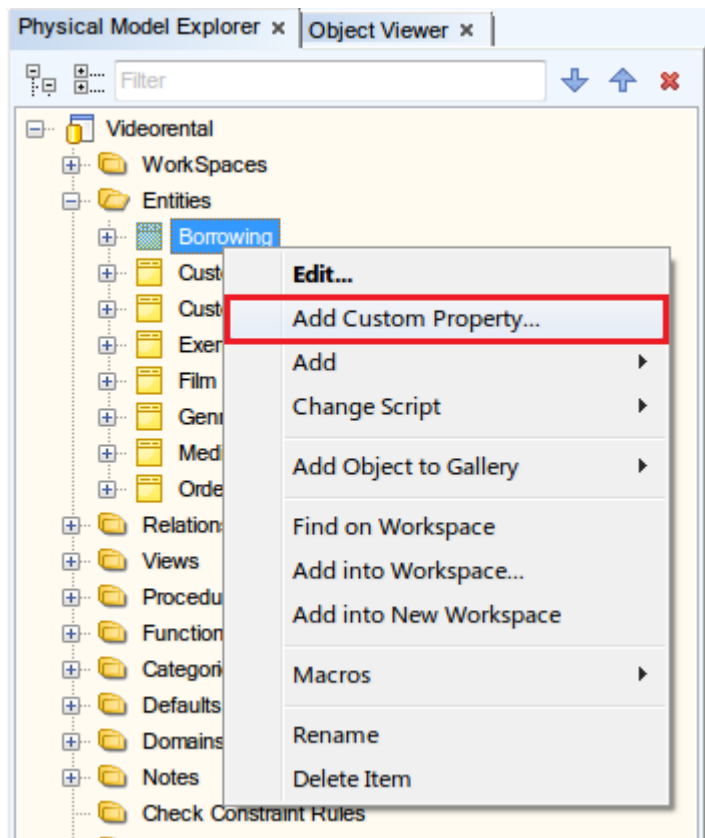 Physical Model Explorer
Object Viewer
Filter
Videorental
WorkSpaces
Entities
Borrowing
Edit...
Add Custom Property...
Film
Add
Change Script
Add Object to Gallery
Find on Workspace
Views
Add into Workspace...
Add into New Workspace
Macros
Defaults
Domains
Rename
Notes
Delete Item
Check Constraint Rules